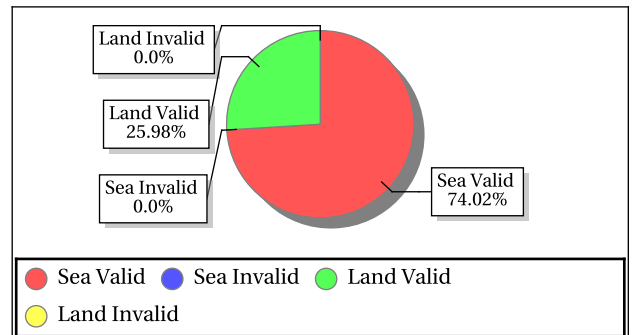 Land Invalid
0.0%
Land Valid
25.98%
Sea Invalid
0.0%
Sea Valid
74.02%
Sea Valid
Sea Invalid
Land Valid
Land Invalid